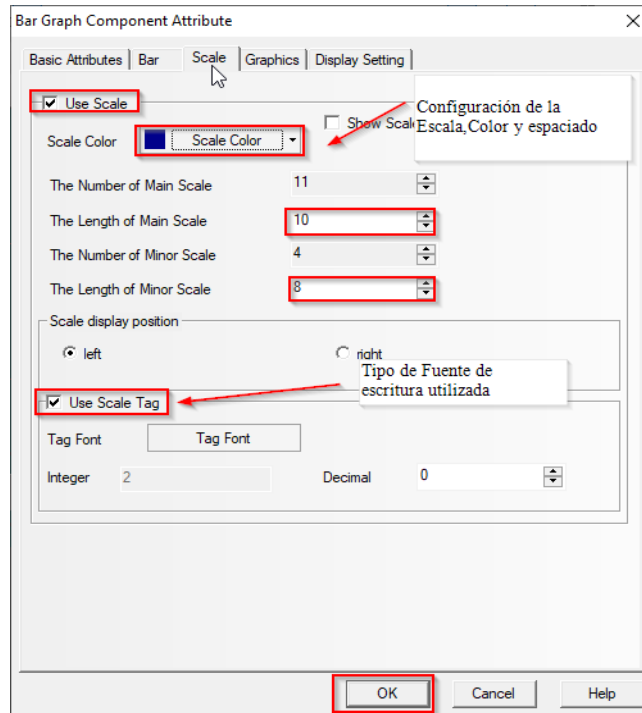 Bar Graph Component Attribute
Basic Attributes
Bar
Scale
Graphics
Display Setting
Use Scale
Configuración de la
Escala,Color y espaciado
Scale Color
Scale Color
Show Scal
The Number of Main Scale
11
The Length of Main Scale
10
The Number of Minor Scale
4
The Length of Minor Scale
8
Scale display position
left
right
Tipo de Fuente de
escritura utilizada
Use Scale Tag
Tag Font
Tag Font
Integer
2
Decimal
0
OK
Cancel
Help